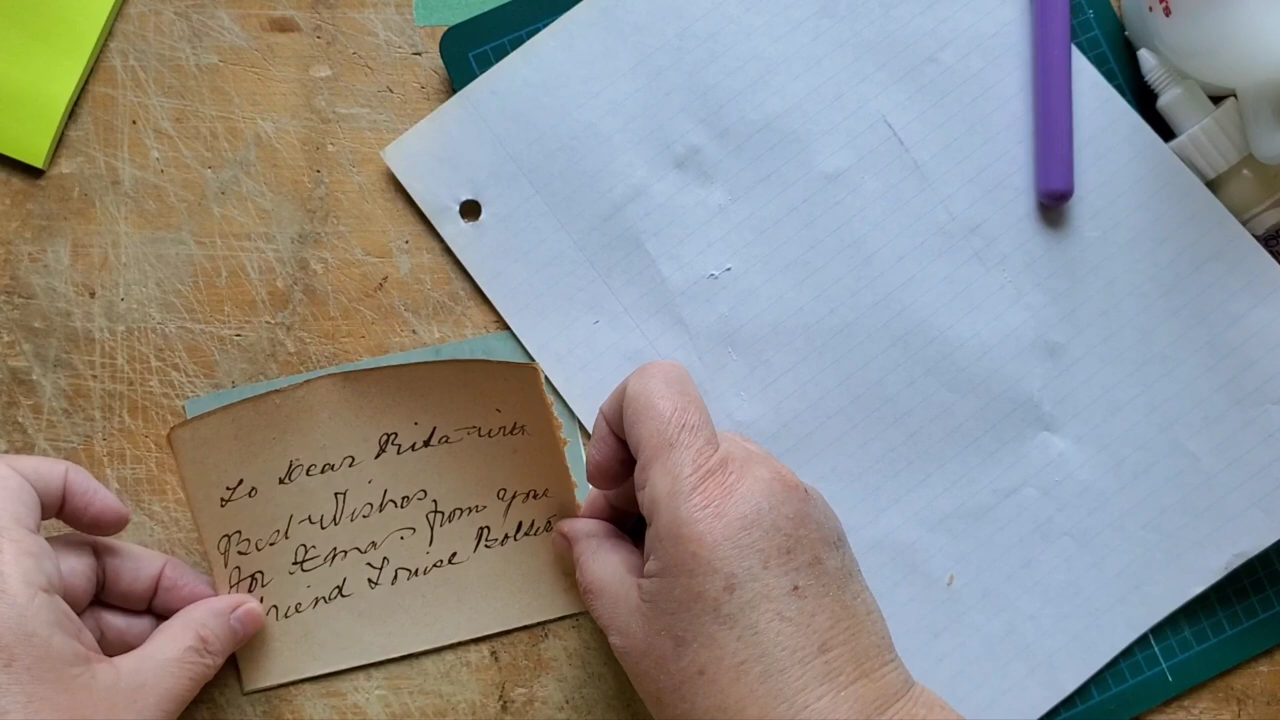 To Dear Rita with
Best Wishes
for Xmas from your
friend Louise